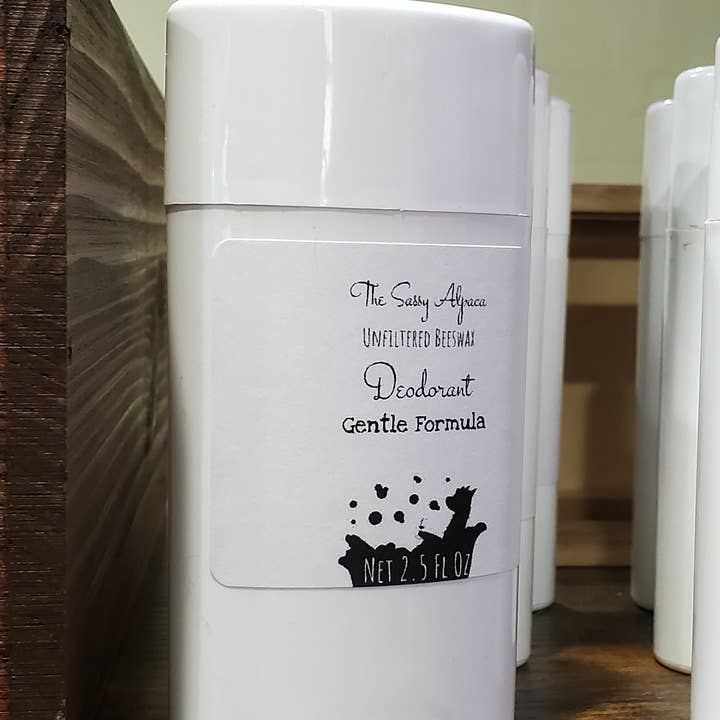 The Sassy Alpaca
Unfiltered Beeswax
Deodorant
Gentle Formula
Net 2.5 fl oz